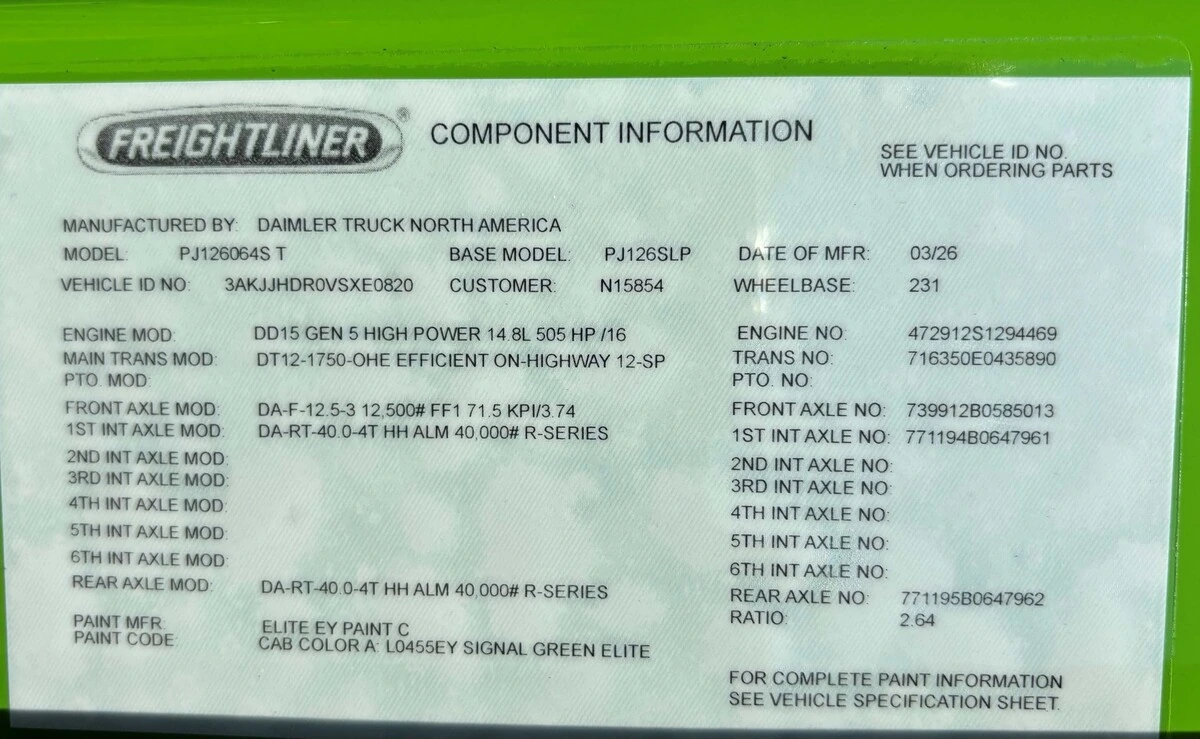 FREIGHTLINER® COMPONENT INFORMATION
SEE VEHICLE ID NO.
WHEN ORDERING PARTS
MANUFACTURED BY: DAIMLER TRUCK NORTH AMERICA
MODEL: PJ126064S T BASE MODEL: PJ126SLP DATE OF MFR: 03/26
VEHICLE ID NO: 3AKJJHDR0VSXE0820 CUSTOMER: N15854 WHEELBASE: 231
ENGINE MOD: DD15 GEN 5 HIGH POWER 14.8L 505 HP /16 ENGINE NO: 472912S1294469
MAIN TRANS MOD: DT12-1750-OHE EFFICIENT ON-HIGHWAY 12-SP TRANS NO: 716350E0435890
PTO. MOD: PTO. NO:
FRONT AXLE MOD: DA-F-12.5-3 12,500# FF1 71.5 KPI/3.74 FRONT AXLE NO: 739912B0585013
1ST INT AXLE MOD: DA-RT-40.0-4T HH ALM 40,000# R-SERIES 1ST INT AXLE NO: 771194B0647961
2ND INT AXLE MOD: 2ND INT AXLE NO:
3RD INT AXLE MOD: 3RD INT AXLE NO:
4TH INT AXLE MOD: 4TH INT AXLE NO:
5TH INT AXLE MOD: 5TH INT AXLE NO:
6TH INT AXLE MOD: 6TH INT AXLE NO:
REAR AXLE MOD: DA-RT-40.0-4T HH ALM 40,000# R-SERIES REAR AXLE NO: 771195B0647962
RATIO: 2.64
PAINT MFR: ELITE EY PAINT C
PAINT CODE: CAB COLOR A: L0455EY SIGNAL GREEN ELITE
FOR COMPLETE PAINT INFORMATION
SEE VEHICLE SPECIFICATION SHEET.